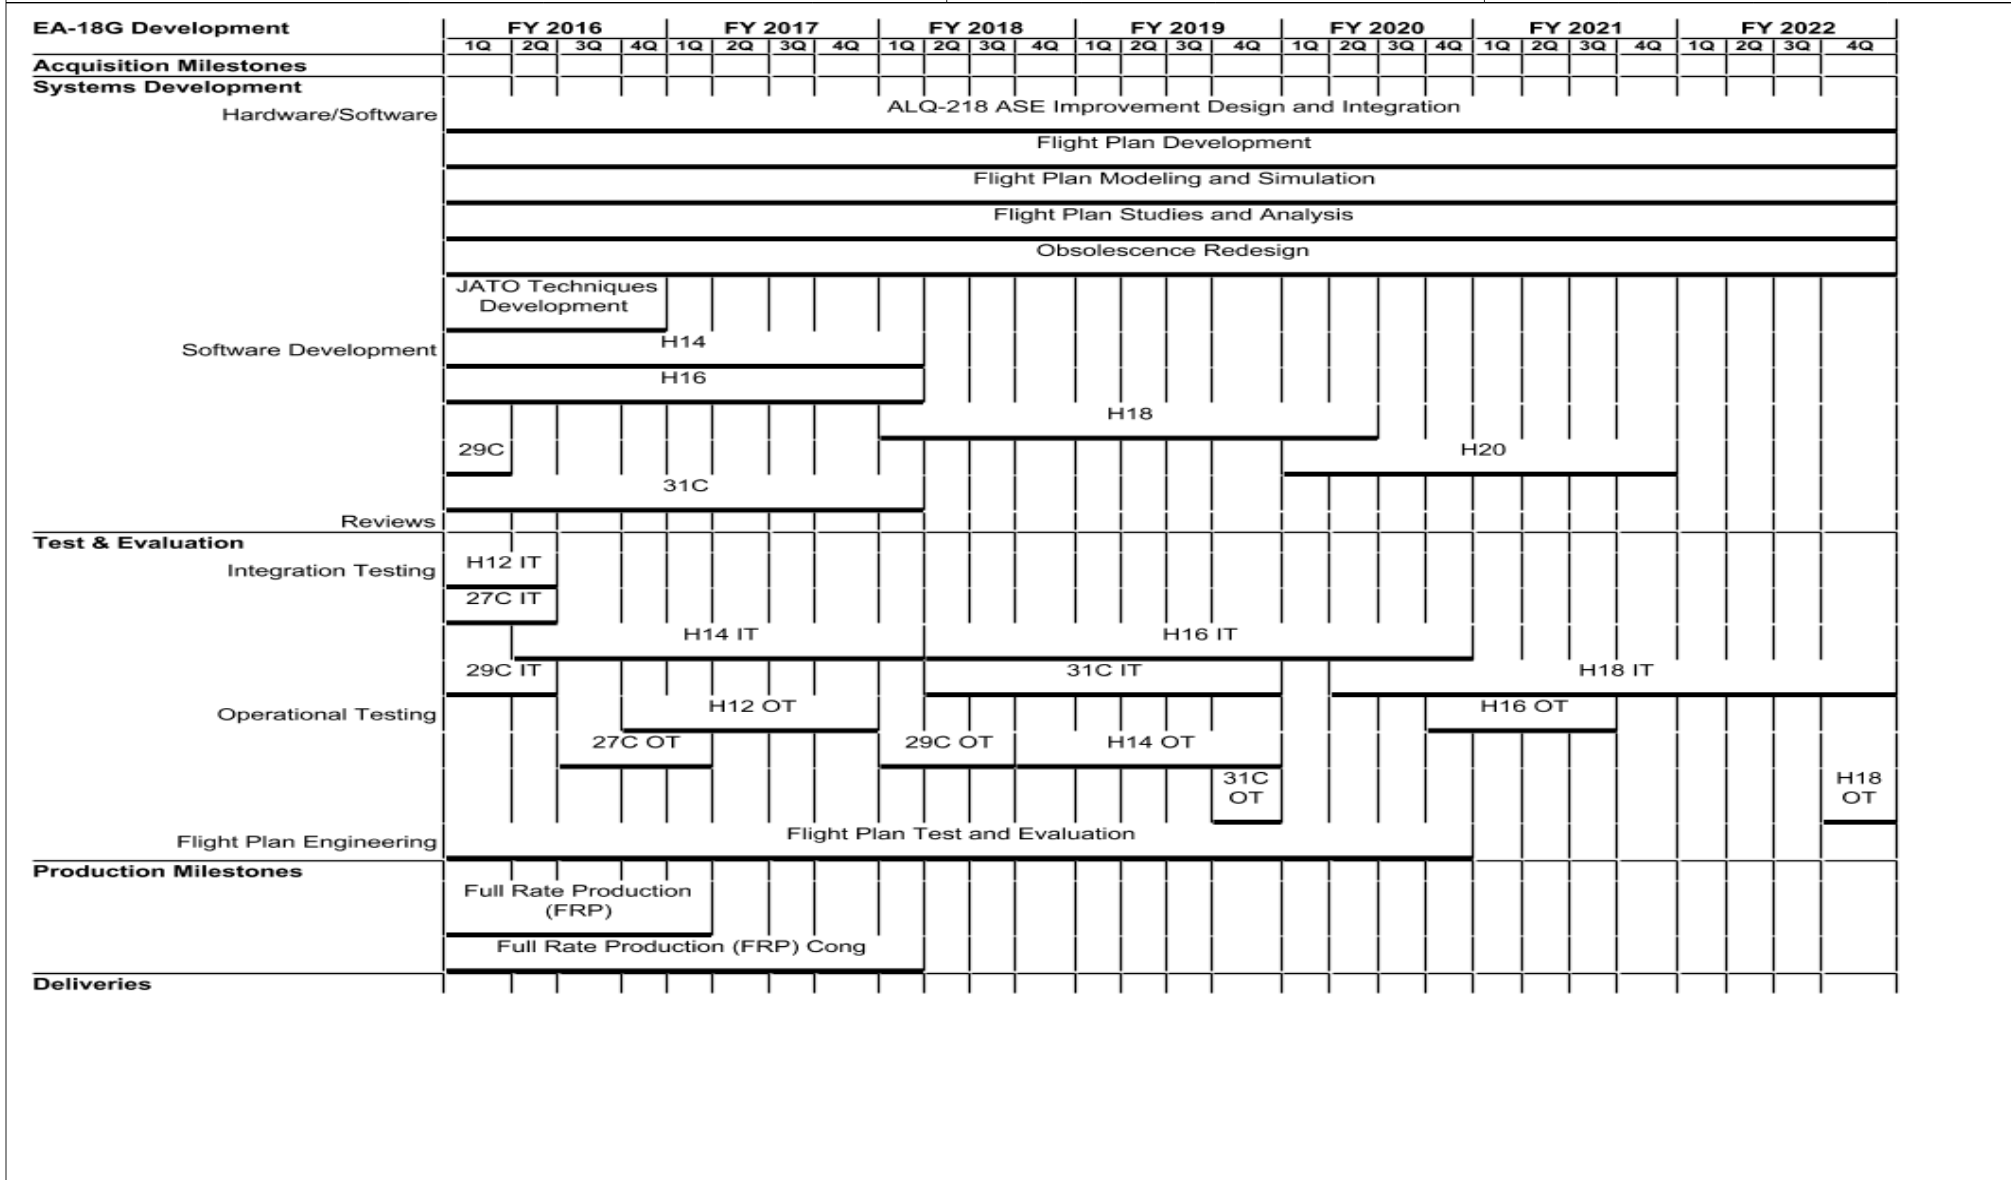 EA-18G Development FY 2016 FY 2017 FY 2018 FY 2019 FY 2020 FY 2021 FY 2022
1Q 2Q 3Q 4Q 1Q 2Q 3Q 4Q 1Q 2Q 3Q 4Q 1Q 2Q 3Q 4Q 1Q 2Q 3Q 4Q 1Q 2Q 3Q 4Q 1Q 2Q 3Q 4Q
Acquisition Milestones
Systems Development
Hardware/Software ALQ-218 ASE Improvement Design and Integration
Flight Plan Development
Flight Plan Modeling and Simulation
Flight Plan Studies and Analysis
Obsolescence Redesign
JATO Techniques
Development
Software Development H14
H16
H18
29C H20
31C
Reviews
Test & Evaluation
Integration Testing H12 IT
27C IT
H14 IT H16 IT
29C IT 31C IT H18 IT
Operational Testing H12 OT H16 OT
27C OT 29C OT H14 OT
31C H18
OT OT
Flight Plan Engineering Flight Plan Test and Evaluation
Production Milestones
Full Rate Production
(FRP)
Full Rate Production (FRP) Cong
Deliveries